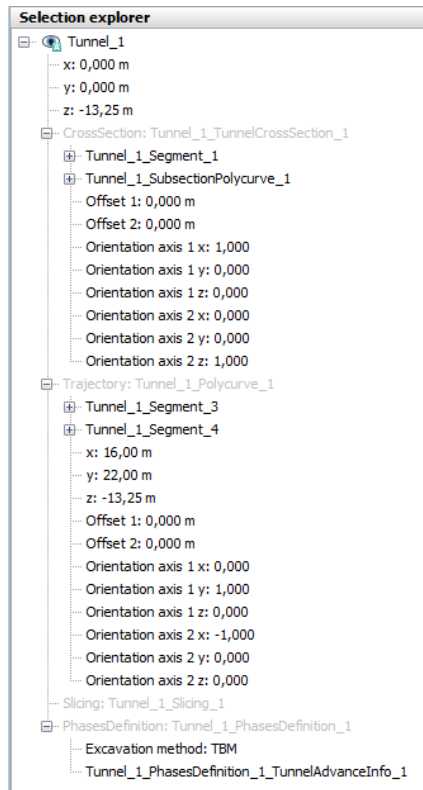 Selection explorer
Tunnel_1
x: 0,000 m
y: 0,000 m
z: -13,25 m
CrossSection: Tunnel_1_TunnelCrossSection_1
Tunnel_1_Segment_1
Tunnel_1_SubsectionPolycurve_1
Offset 1: 0,000 m
Offset 2: 0,000 m
Orientation axis 1 x: 1,000
Orientation axis 1 y: 0,000
Orientation axis 1 z: 0,000
Orientation axis 2 x: 0,000
Orientation axis 2 y: 0,000
Orientation axis 2 z: 1,000
Trajectory: Tunnel_1_Polycurve_1
Tunnel_1_Segment_3
Tunnel_1_Segment_4
x: 16,00 m
y: 22,00 m
z: -13,25 m
Offset 1: 0,000 m
Offset 2: 0,000 m
Orientation axis 1 x: 0,000
Orientation axis 1 y: 1,000
Orientation axis 1 z: 0,000
Orientation axis 2 x: -1,000
Orientation axis 2 y: 0,000
Orientation axis 2 z: 0,000
Slicing: Tunnel_1_Slicing_1
PhasesDefinition: Tunnel_1_PhasesDefinition_1
Excavation method: TBM
Tunnel_1_PhasesDefinition_1_TunnelAdvanceInfo_1